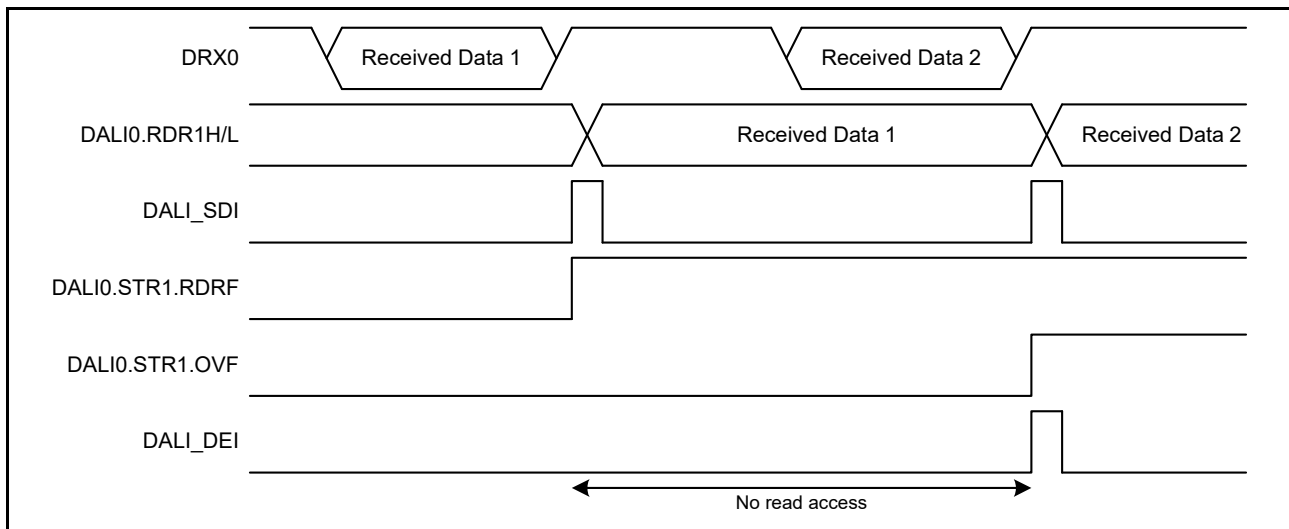 DRX0
Received Data 1
Received Data 2
DALI0.RDR1H/L
Received Data 1
Received Data 2
DALI_SDI
DALI0.STR1.RDRF
DALI0.STR1.OVF
DALI_DEI
No read access